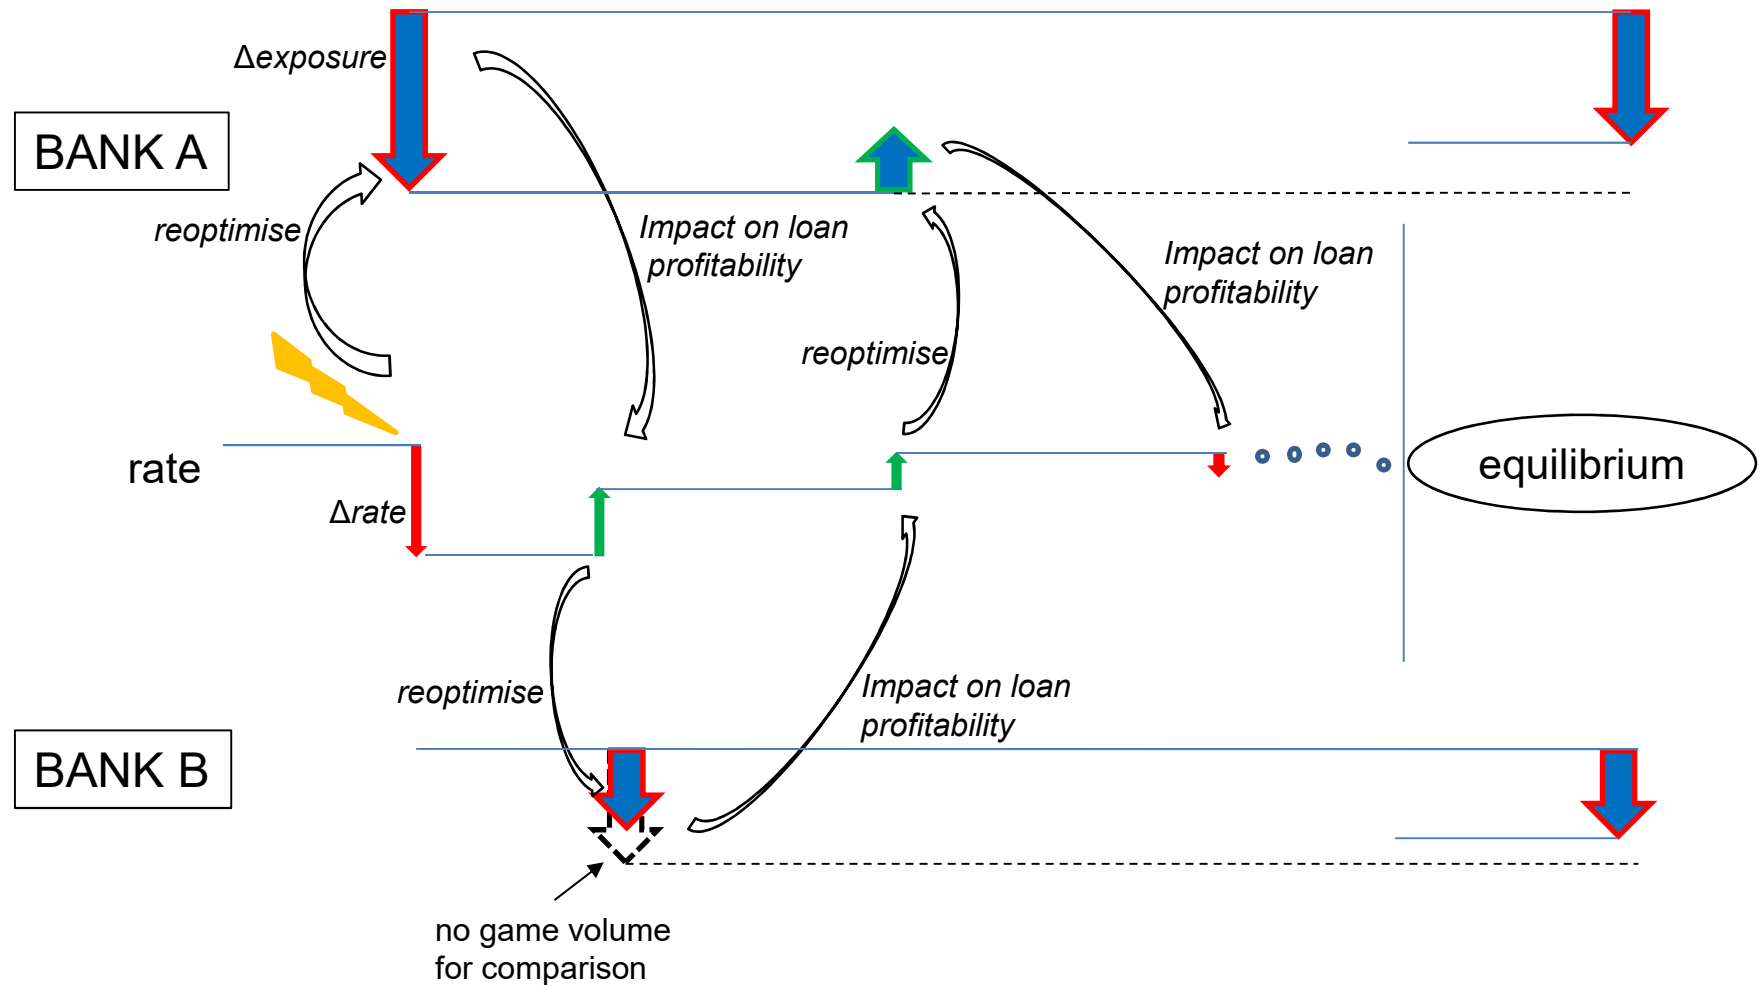 Δexposure
BANK A
reoptimise
Impact on loan
profitability
Impact on loan
profitability
reoptimise
rate
Δrate
equilibrium
reoptimise
Impact on loan
profitability
BANK B
no game volume
for comparison